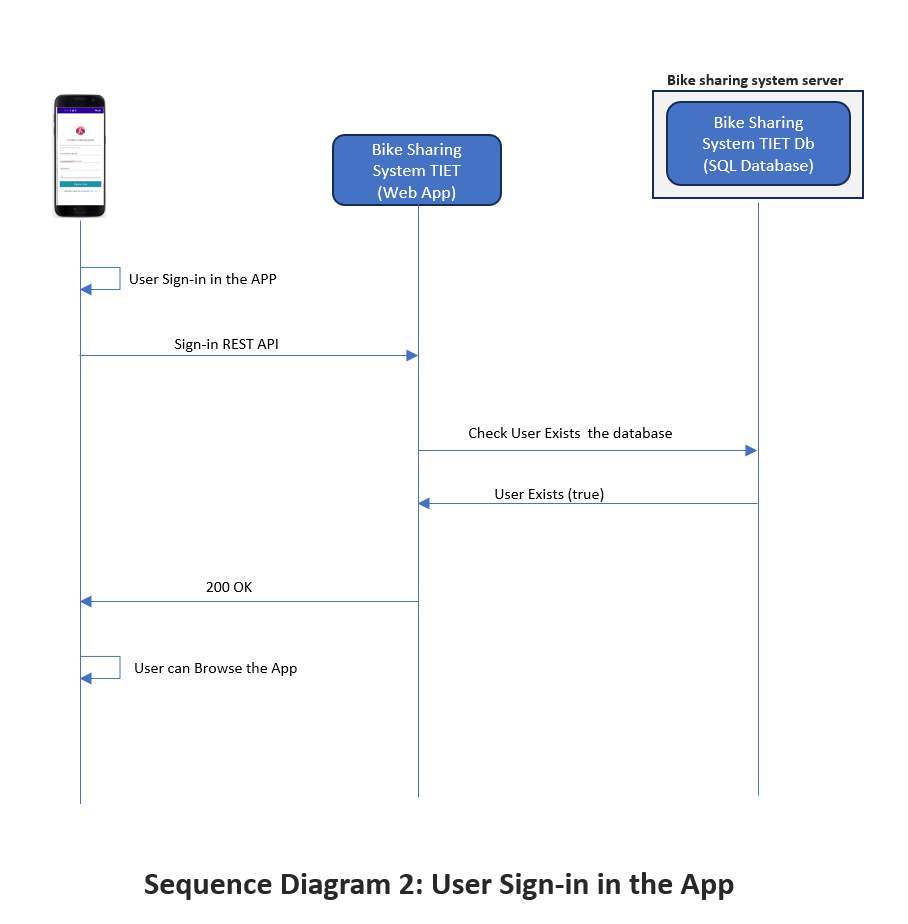 Bike sharing system server
Bike Sharing
System TIET Db
(SQL Database)
Bike Sharing
System TIET
(Web App)
User Sign-in in the APP
Sign-in REST API
Check User Exists  the database
User Exists (true)
200 OK
User can Browse the App
Sequence Diagram 2: User Sign-in in the App